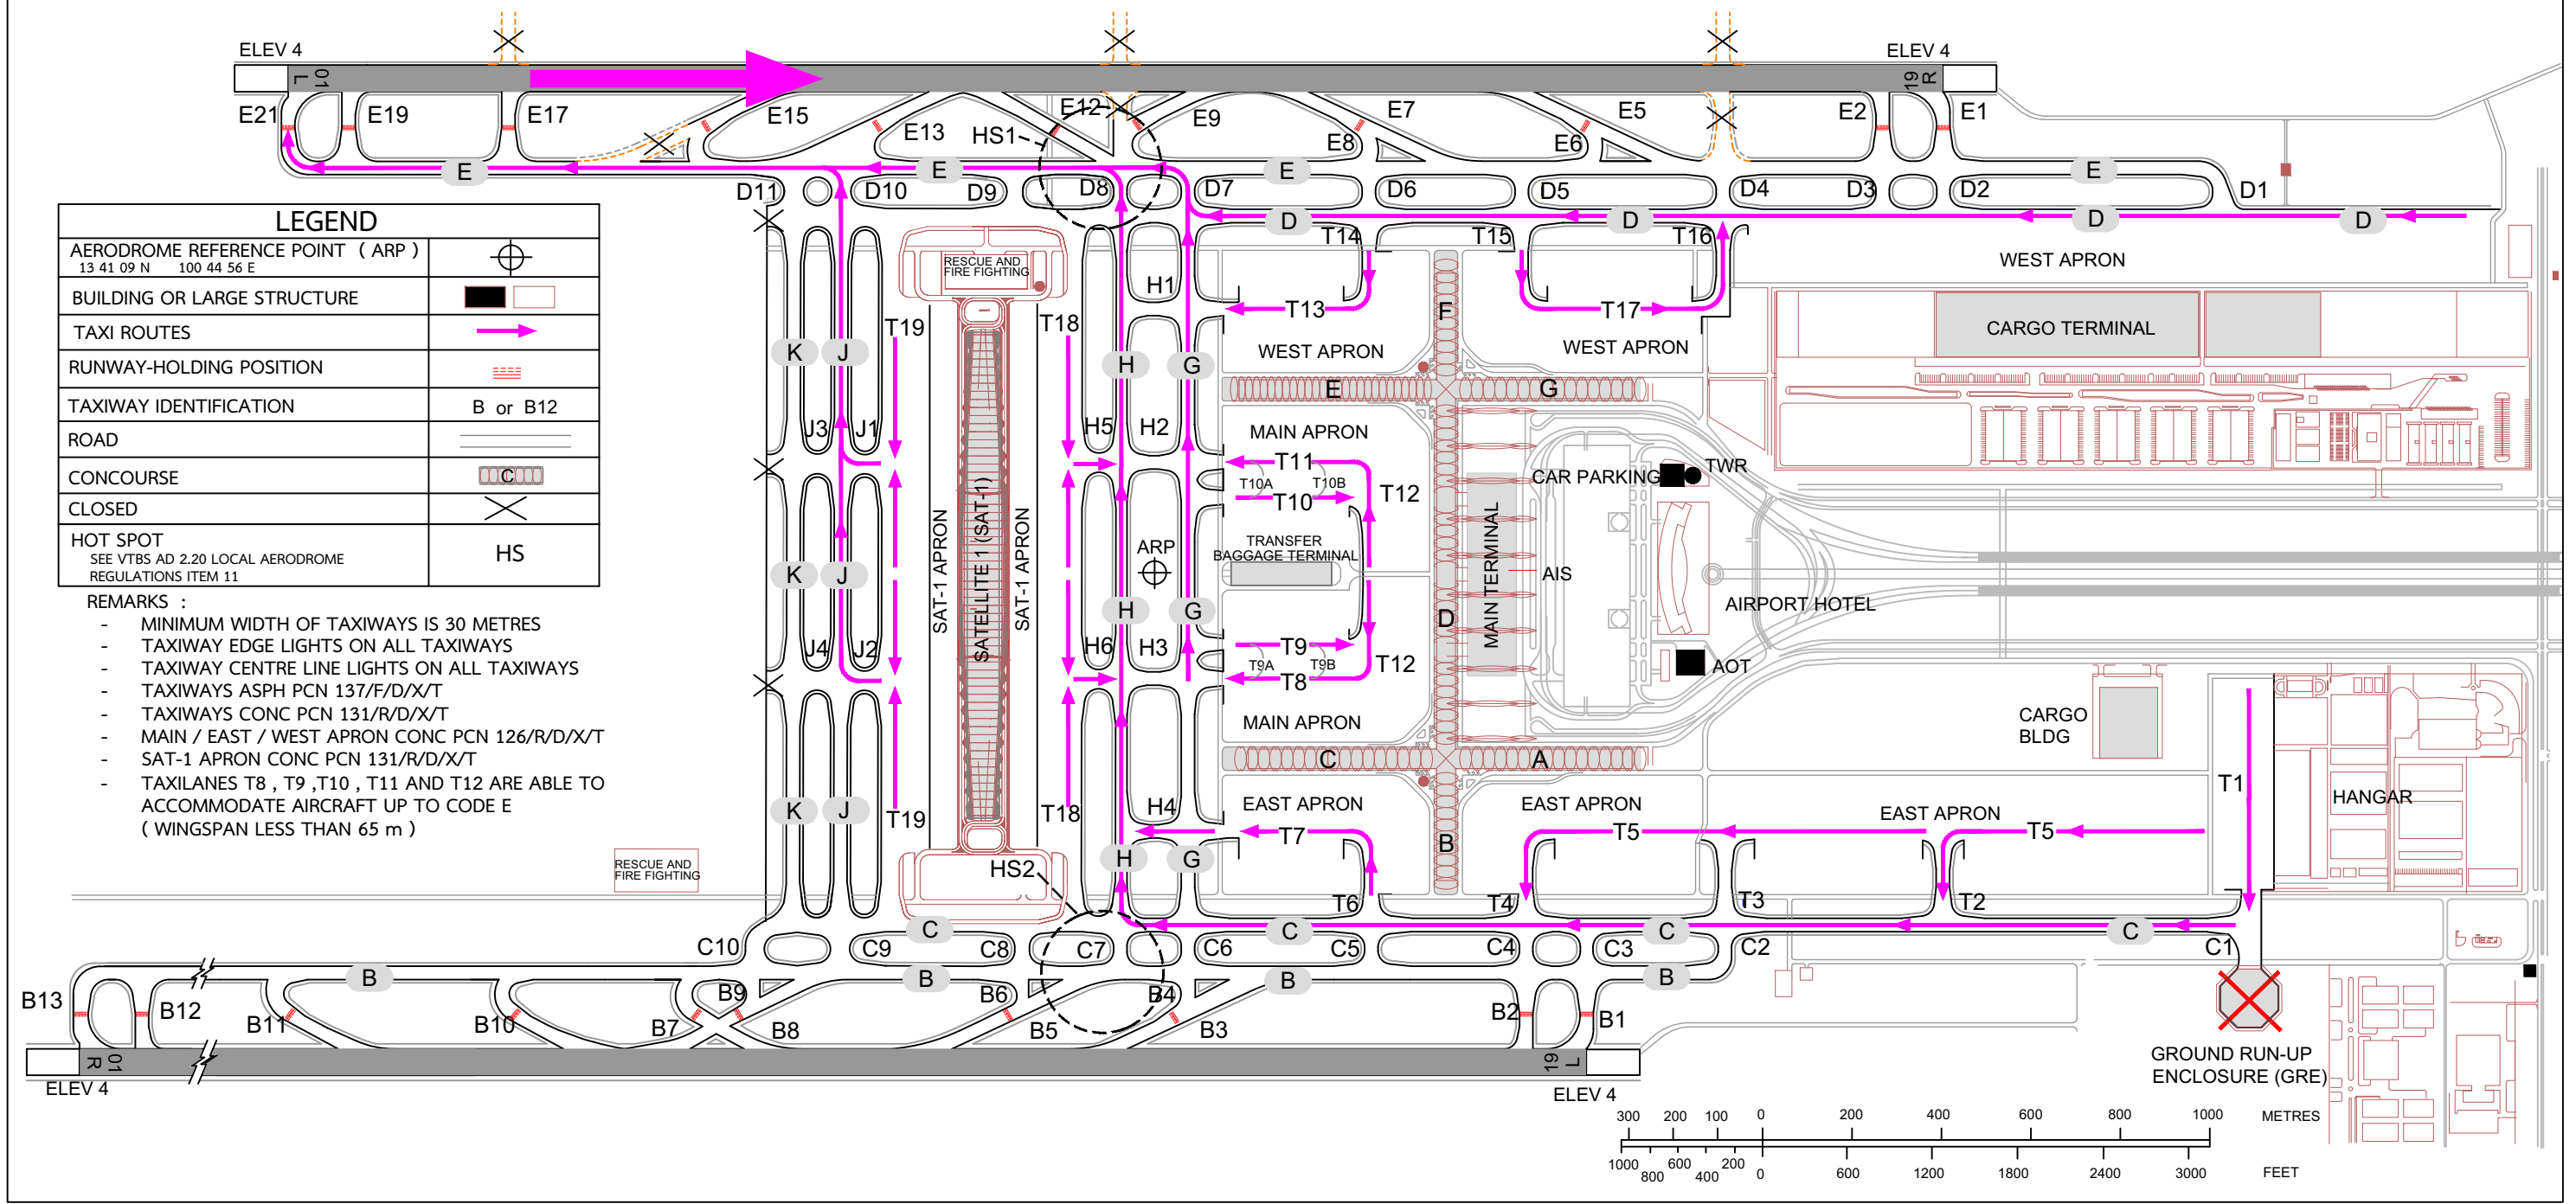 ELEV 4
ELEV 4
01
L
19
R
E21
E19
E17
E15
E13
E12
HS1
E9
E7
E8
E5
E6
E2
E1
E
E
E
E
D11
D10
D9
D8
D7
D6
D5
D4
D3
D2
D1
D
D
D
D
LEGEND
AERODROME REFERENCE POINT ( ARP )
13 41 09 N 100 44 56 E
BUILDING OR LARGE STRUCTURE
TAXI ROUTES
RUNWAY-HOLDING POSITION
TAXIWAY IDENTIFICATION B or B12
ROAD
CONCOURSE C
CLOSED
HOT SPOT HS
SEE VTBS AD 2.20 LOCAL AERODROME
REGULATIONS ITEM 11
REMARKS :
- MINIMUM WIDTH OF TAXIWAYS IS 30 METRES
- TAXIWAY EDGE LIGHTS ON ALL TAXIWAYS
- TAXIWAY CENTRE LINE LIGHTS ON ALL TAXIWAYS
- TAXIWAYS ASPH PCN 137/F/D/X/T
- TAXIWAYS CONC PCN 131/R/D/X/T
- MAIN / EAST / WEST APRON CONC PCN 126/R/D/X/T
- SAT-1 APRON CONC PCN 131/R/D/X/T
- TAXILANES T8 , T9 ,T10 , T11 AND T12 ARE ABLE TO
ACCOMMODATE AIRCRAFT UP TO CODE E
( WINGSPAN LESS THAN 65 m )
RESCUE AND
FIRE FIGHTING
T14
T15
T16
WEST APRON
H1
T19
T18
T13
T17
F
CARGO TERMINAL
K
J
H
G
WEST APRON
WEST APRON
E
G
J3
J1
H5
H2
MAIN APRON
T11
T10A
T10B
T10
T12
CAR PARKING
TWR
SAT-1 APRON
SATELLITE 1 (SAT-1)
SAT-1 APRON
ARP
TRANSFER
BAGGAGE TERMINAL
MAIN TERMINAL
AIS
K
J
H
G
D
AIRPORT HOTEL
J4
J2
H6
H3
T9
T9A
T9B
T8
T12
AOT
MAIN APRON
CARGO
BLDG
C
A
K
J
T19
T18
H4
EAST APRON
EAST APRON
EAST APRON
T1
HANGAR
T7
T5
T5
H
G
B
RESCUE AND
FIRE FIGHTING
HS2
T6
T4
T3
T2
C
C
C
C
C10
C9
C8
C7
C6
C5
C4
C3
C2
C1
B
B
B
B
B13
B12
B11
B10
B7
B9
B8
B6
B5
B4
B3
B2
B1
01
R
19
L
ELEV 4
ELEV 4
GROUND RUN-UP
ENCLOSURE (GRE)
300 200 100 0 200 400 600 800 1000 METRES
1000 800 600 400 200 0 600 1200 1800 2400 3000 FEET